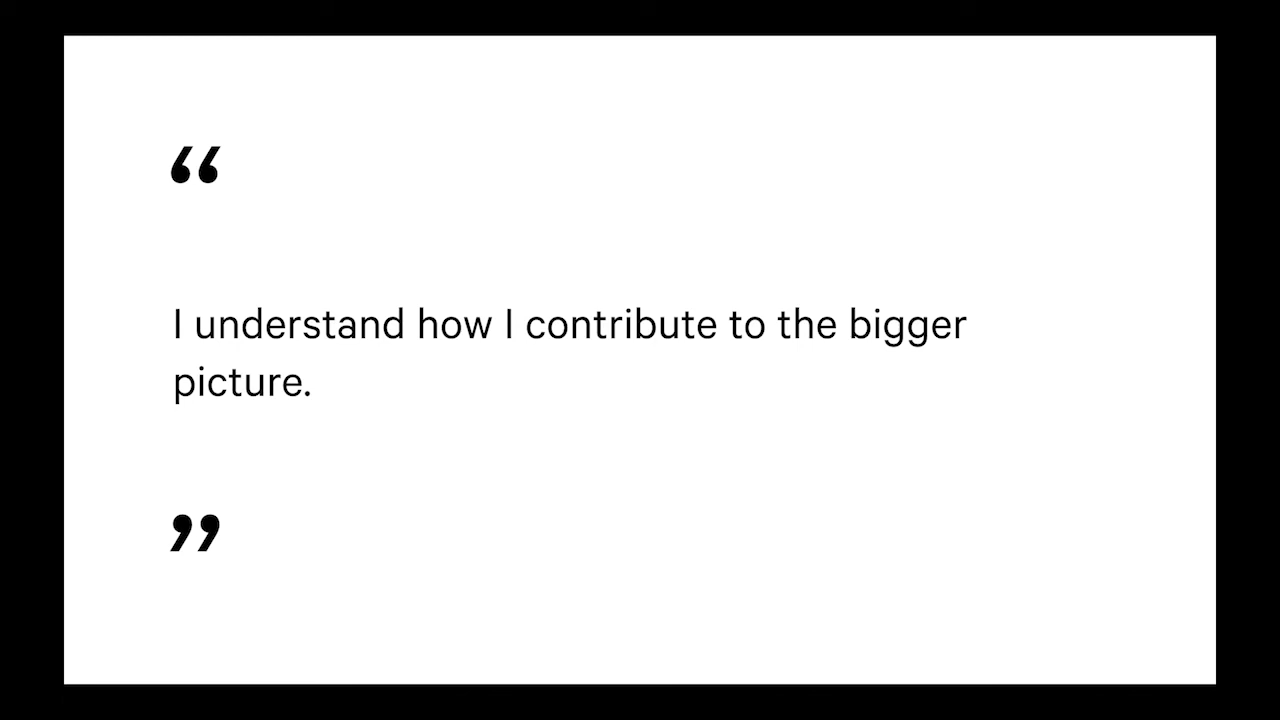 “
I understand how I contribute to the bigger
picture.
”